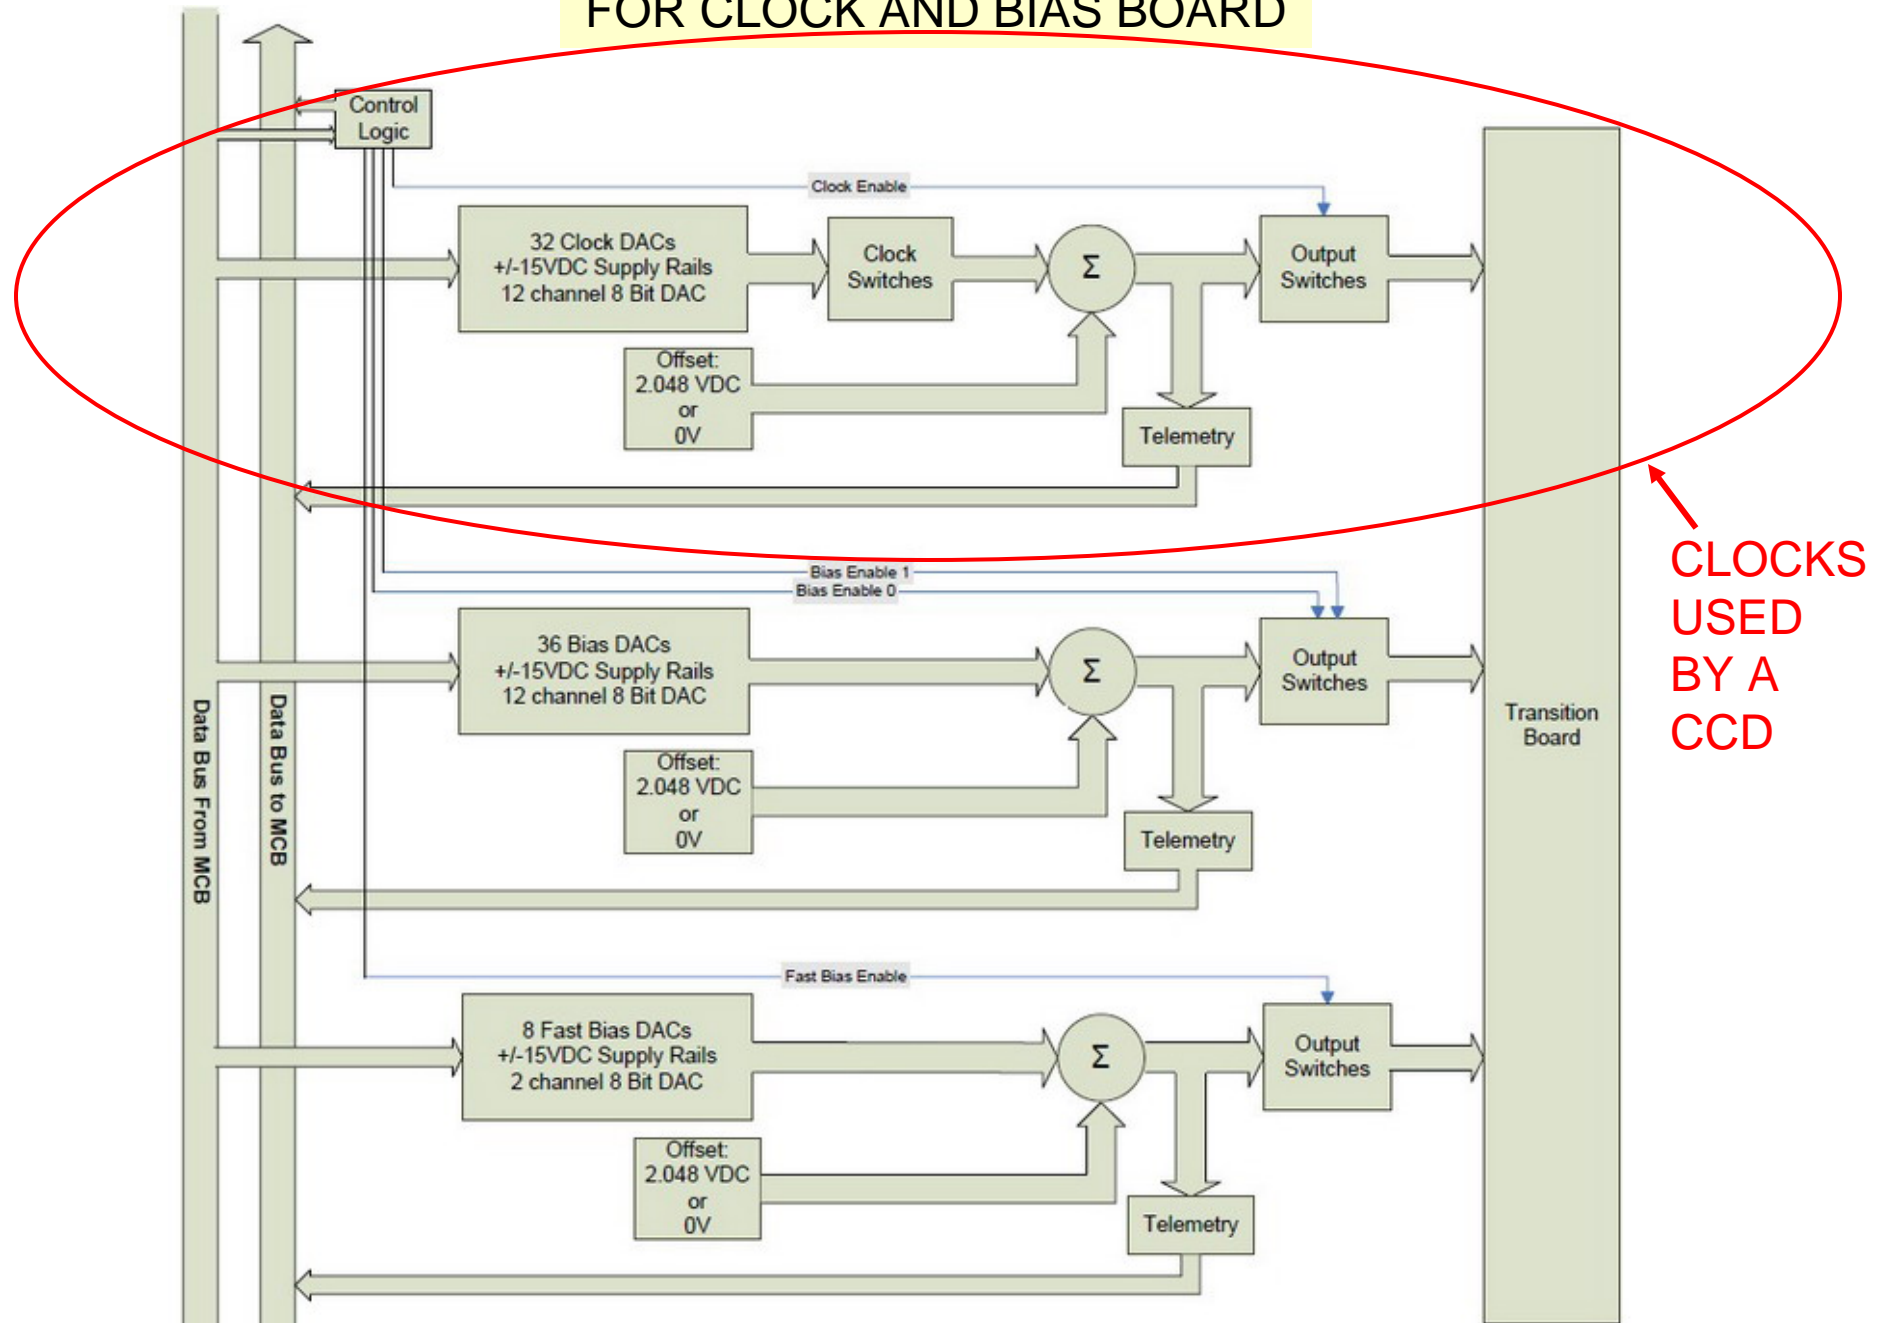 FOR CLOCK AND BIAS BOARD
Control
Logic
Clock Enable
32 Clock DACs
+/-15VDC Supply Rails
12 channel 8 Bit DAC
Clock
Switches
Σ
Output
Switches
Offset:
2.048 VDC
or
0V
Telemetry
CLOCKS
USED
BY A
CCD
Bias Enable 1
Bias Enable 0
36 Bias DACs
+/-15VDC Supply Rails
12 channel 8 Bit DAC
Σ
Output
Switches
Offset:
2.048 VDC
or
0V
Telemetry
Data Bus From MCB
Data Bus to MCB
Transition
Board
Fast Bias Enable
8 Fast Bias DACs
+/-15VDC Supply Rails
2 channel 8 Bit DAC
Σ
Output
Switches
Offset:
2.048 VDC
or
0V
Telemetry